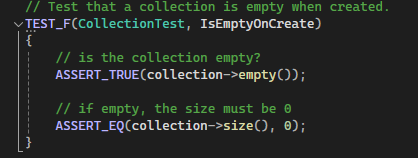 // Test that a collection is empty when created.
TEST_F(CollectionTest, IsEmptyOnCreate)
{
    // is the collection empty?
    ASSERT_TRUE(collection->empty());

    // if empty, the size must be 0
    ASSERT_EQ(collection->size(), 0);
}